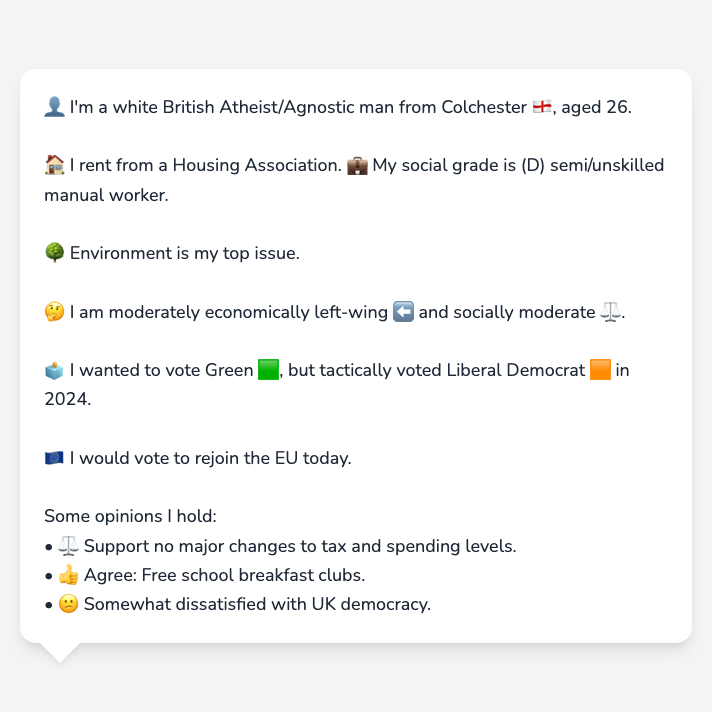 👤 I'm a white British Atheist/Agnostic man from Colchester 🏴󠁧󠁢󠁥󠁮󠁧󠁿, aged 26.
🏠 I rent from a Housing Association. 💼 My social grade is (D) semi/unskilled
manual worker.
🌳 Environment is my top issue.
🤔 I am moderately economically left-wing ⬅️ and socially moderate ⚖️.
🗳️ I wanted to vote Green 🟩, but tactically voted Liberal Democrat 🟧 in
2024.
🇪🇺 I would vote to rejoin the EU today.
Some opinions I hold:
• ⚖️ Support no major changes to tax and spending levels.
• 👍 Agree: Free school breakfast clubs.
• 😕 Somewhat dissatisfied with UK democracy.